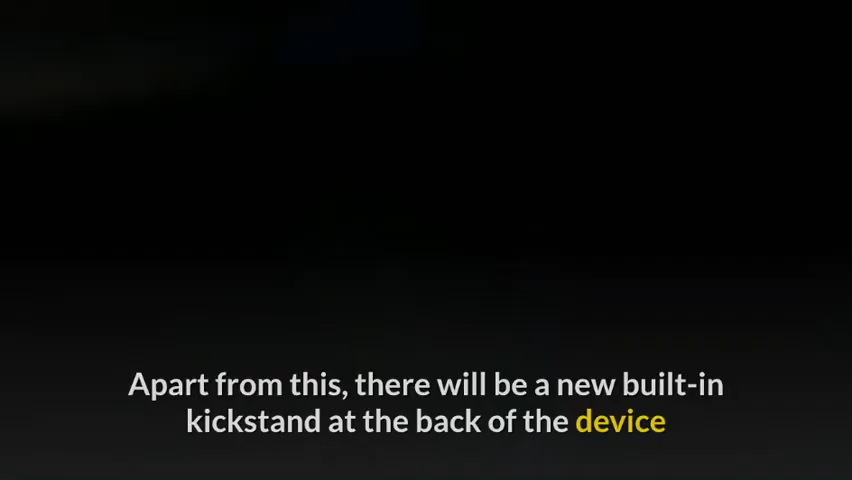 Apart from this, there will be a new built-in
kickstand at the back of the device